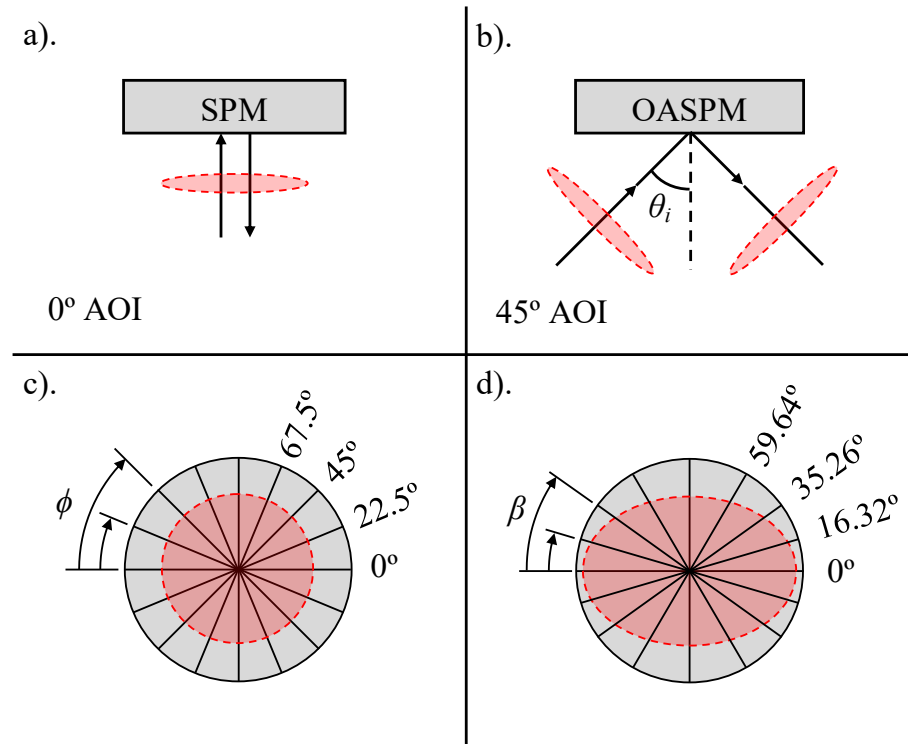 a).
SPM
0º AOI
b).
OASPM
θi
45º AOI
c).
ϕ
67.5º
45º
22.5º
0º
d).
β
59.64º
35.26º
16.32º
0º